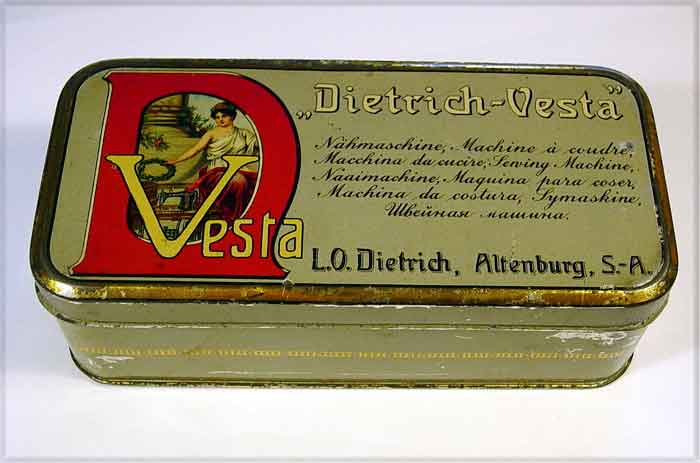 D
Vesta
„Dietrich-Vesta"
Nähmaschine, Machine à coudre,
Macchina da cucire, Sewing Machine,
Naaimachine, Maquina para coser,
Machina da costura, Symaskine,
Швейная машина.
L.O. Dietrich, Altenburg, S.-A.